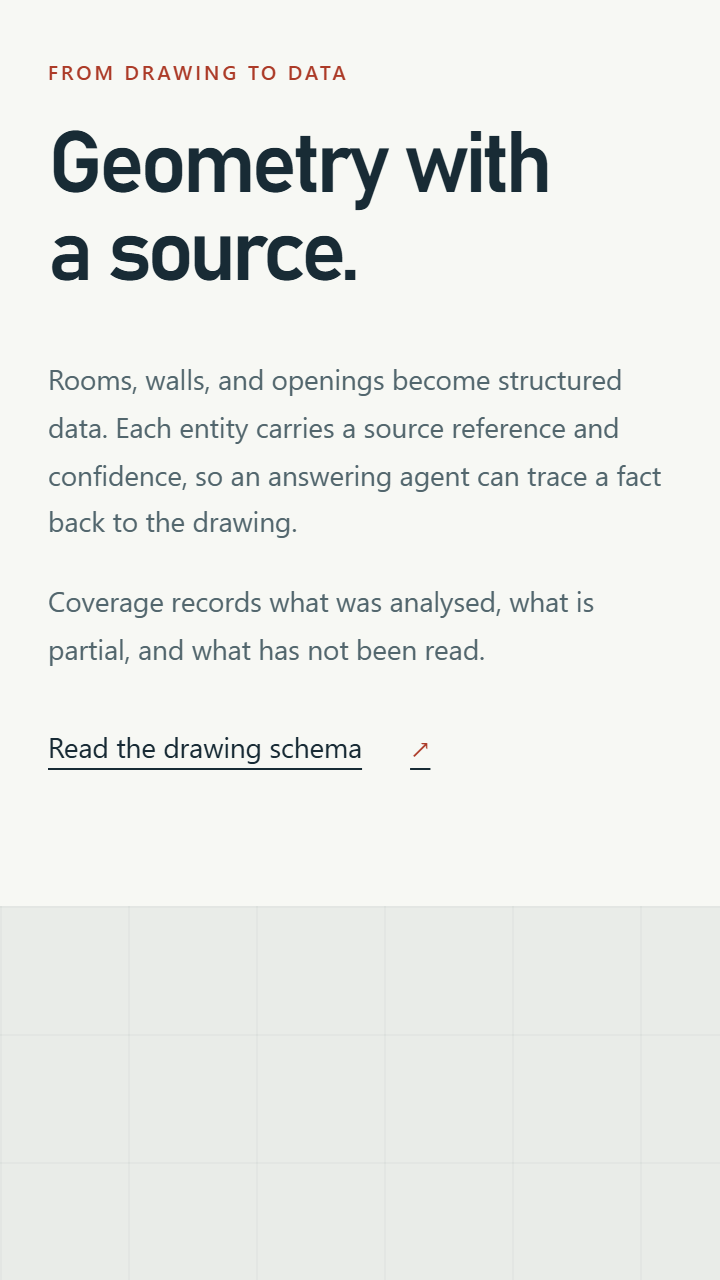 FROM DRAWING TO DATA
Geometry with
a source.
Rooms, walls, and openings become structured
data. Each entity carries a source reference and
confidence, so an answering agent can trace a fact
back to the drawing.
Coverage records what was analysed, what is
partial, and what has not been read.
Read the drawing schema ↗